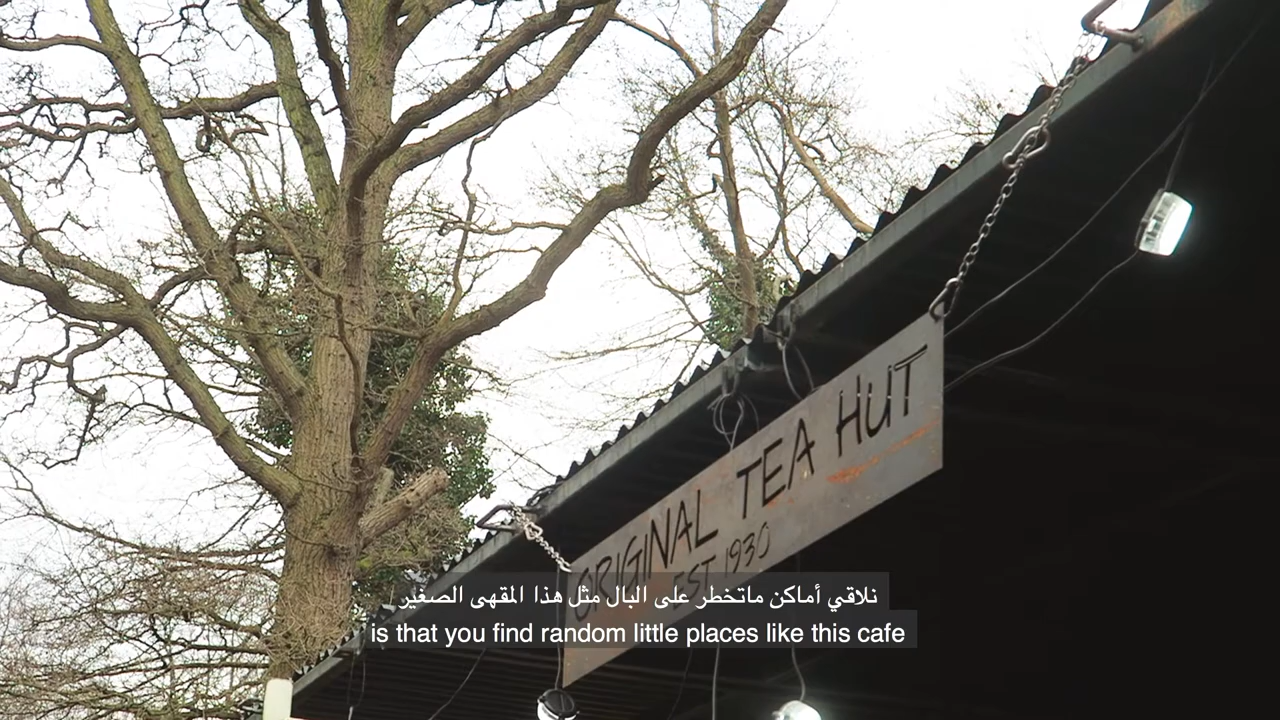 ORIGINAL TEA HUT
EST 1930
نلاقي أماكن ماتخطر على البال مثل هذا المقهى الصغير
is that you find random little places like this cafe